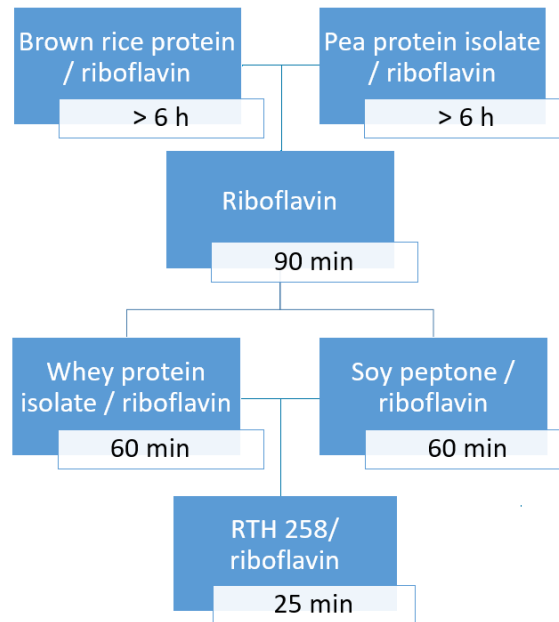 Brown rice protein
/ riboflavin
> 6 h
Pea protein isolate /
riboflavin
> 6 h
Riboflavin
90 min
Whey protein
isolate / riboflavin
60 min
Soy peptone /
riboflavin
60 min
RTH 258/
riboflavin
25 min